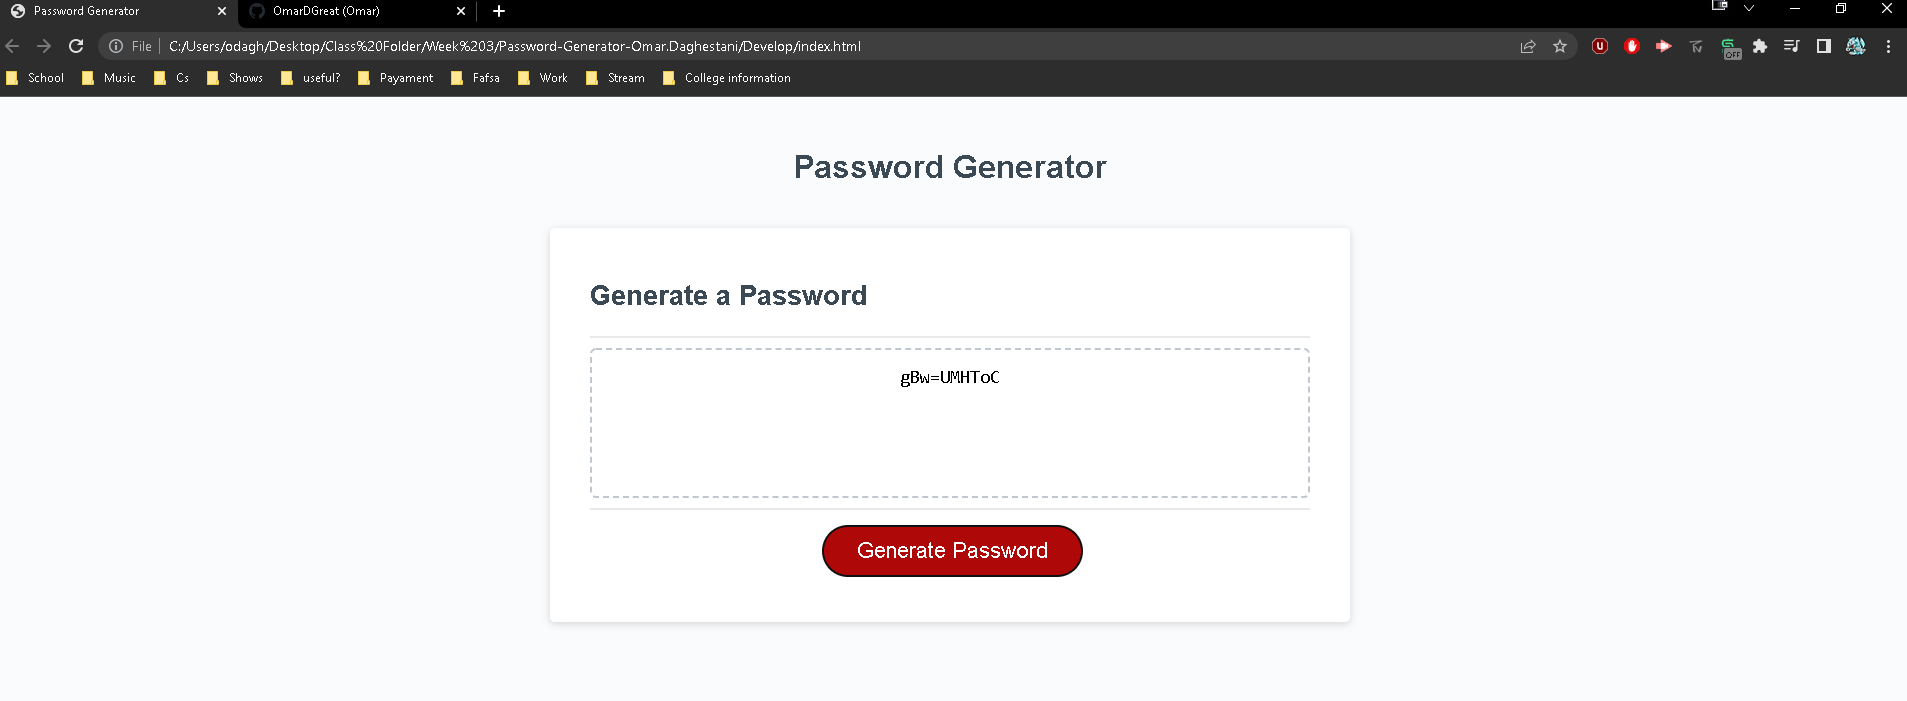 Password Generator
OmarDGreat (Omar)
File
C:/Users/odagh/Desktop/Class%20Folder/Week%203/Password-Generator-Omar.Daghestani/Develop/index.html
OFF
School
Music
Cs
Shows
useful?
Payament
Fafsa
Work
Stream
College information
Password Generator
Generate a Password
gBw=UMHToC
Generate Password